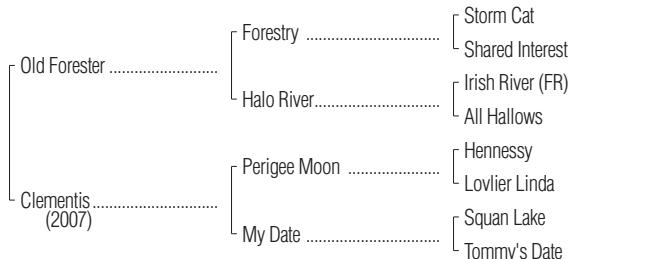 Storm Cat
Forestry ..................................
Shared Interest
Old Forester ...........................
Irish River (FR)
Halo River................................
All Hallows
Hennessy
Perigee Moon .......................
Lovlier Linda
Clementis...............................
(2007)
Squan Lake
My Date ..................................
Tommy's Date